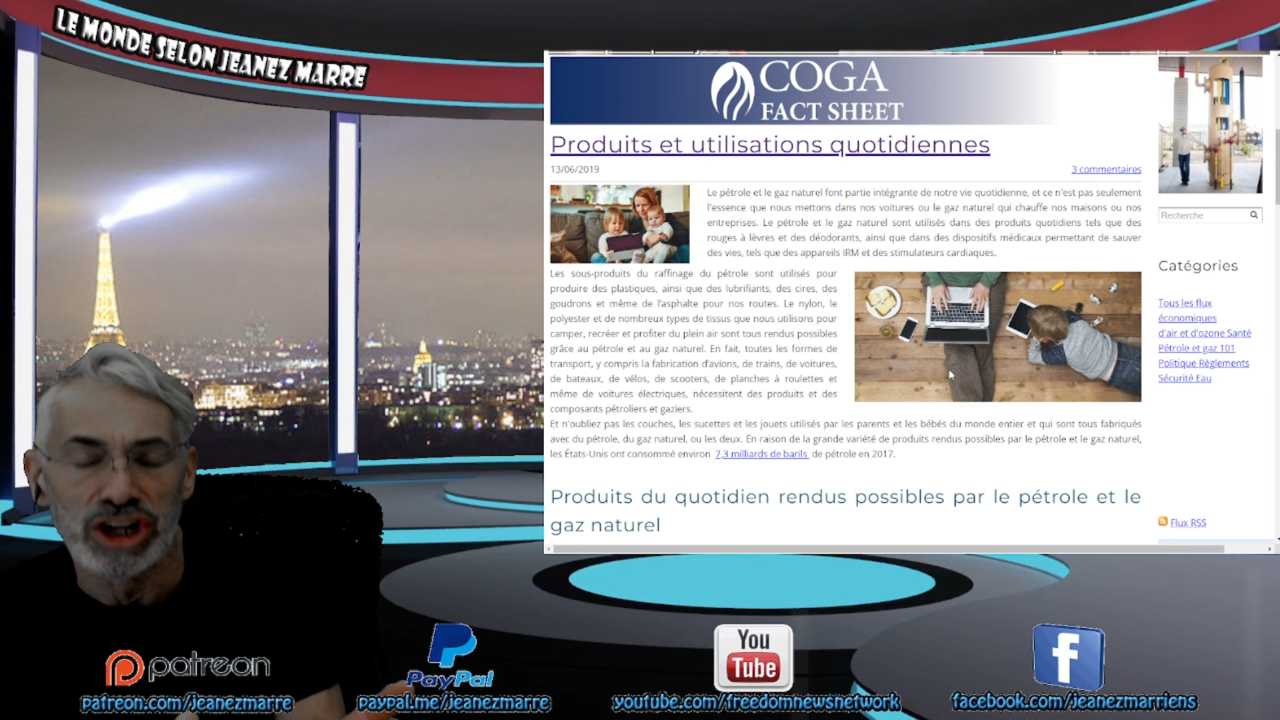 LE MONDE SELON JEANEZ MARRE
COGA
FACT SHEET
Produits et utilisations quotidiennes
13/06/2019
3 commentaires
Le pétrole et le gaz naturel font partie intégrante de notre vie quotidienne, et ce n'est pas seulement
l'essence que nous mettons dans nos voitures ou le gaz naturel qui chauffe nos maisons ou nos
entreprises. Le pétrole et le gaz naturel sont utilisés dans des produits quotidiens tels que des
rouges à lèvres et des déodorants, ainsi que dans des dispositifs médicaux permettant de sauver
des vies, tels que des appareils IRM et des stimulateurs cardiaques.
Les sous-produits du raffinage du pétrole sont utilisés pour
produire des plastiques, ainsi que des lubrifiants, des cires, des
goudrons et même de l'asphalte pour nos routes. Le nylon, le
polyester et de nombreux types de tissus que nous utilisons pour
camper, recréer et profiter du plein air sont tous rendus possibles
grâce au pétrole et au gaz naturel. En fait, toutes les formes de
transport, y compris la fabrication d'avions, de trains, de voitures,
de bateaux, de vélos, de scooters, de planches à roulettes et
même de voitures électriques, nécessitent des produits et des
composants pétroliers et gaziers.
Et n'oubliez pas les couches, les sucettes et les jouets utilisés par les parents et les bébés du monde entier et qui sont tous fabriqués
avec du pétrole, du gaz naturel, ou les deux. En raison de la grande variété de produits rendus possibles par le pétrole et le gaz naturel,
les États-Unis ont consommé environ 7,3 milliards de barils de pétrole en 2017.
Produits du quotidien rendus possibles par le pétrole et le
gaz naturel
Recherche
Catégories
Tous les flux
économiques
d'air et d'ozone Santé
Pétrole et gaz 101
Politique Règlements
Sécurité Eau
Flux RSS
patreon
patreon.com/jeanezmarre
PayPal
paypal.me/jeanezmarre
You
Tube
youtube.com/freedomnewsnetwork
f
facebook.com/jeanezmarriens